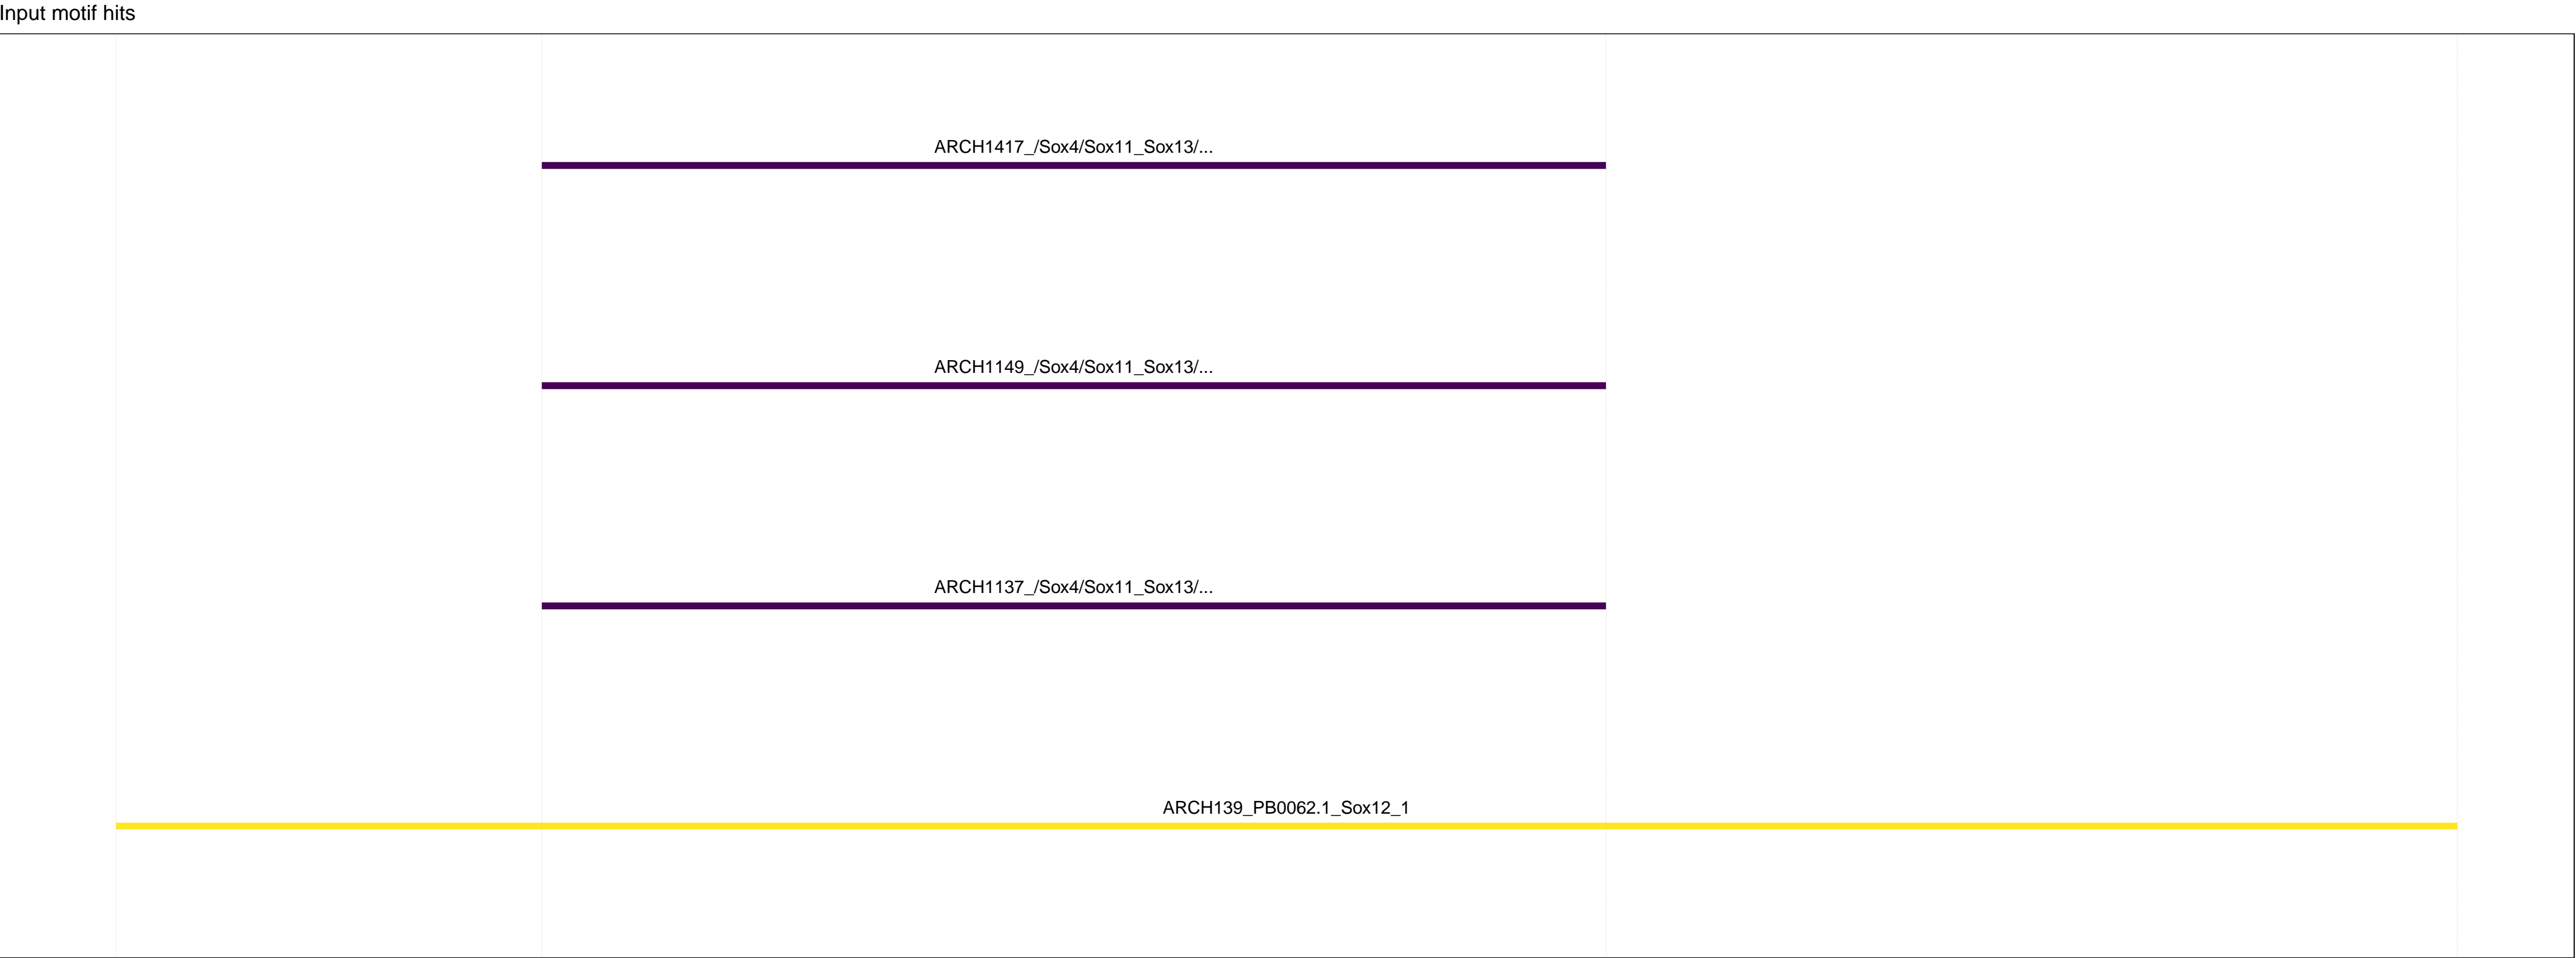 Input motif hits
ARCH1417_/Sox4/Sox11_Sox13/...
ARCH1149_/Sox4/Sox11_Sox13/...
ARCH1137_/Sox4/Sox11_Sox13/...
ARCH139_PB0062.1_Sox12_1